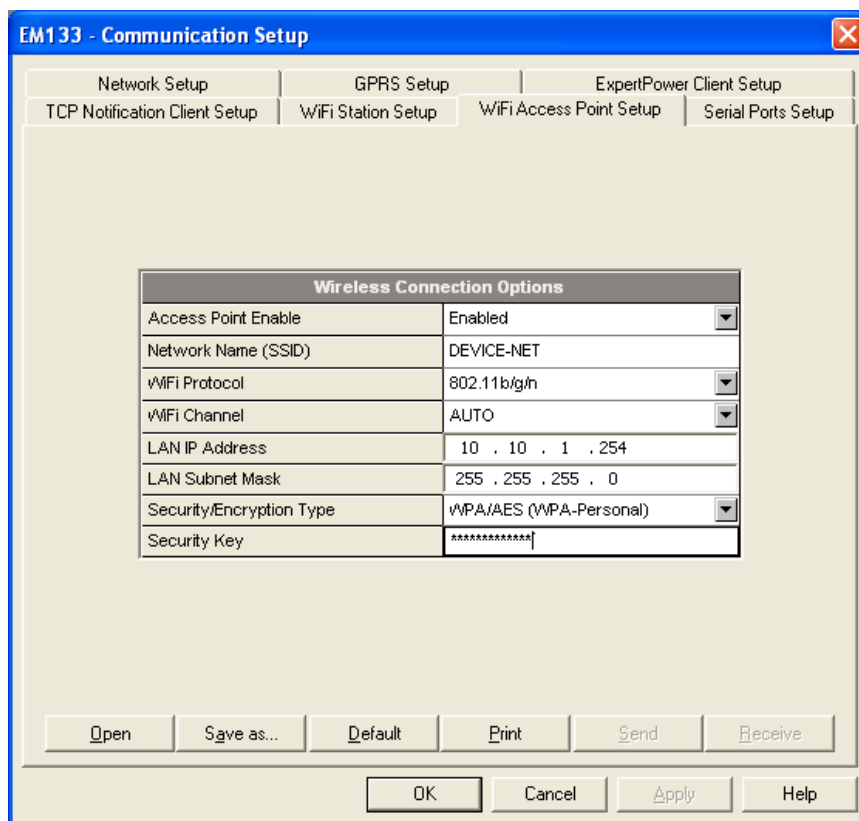 EM133 - Communication Setup
Network Setup GPRS Setup ExpertPower Client Setup
TCP Notification Client Setup WiFi Station Setup WiFi Access Point Setup Serial Ports Setup
Wireless Connection Options
Access Point Enable Enabled
Network Name (SSID) DEVICE-NET
WiFi Protocol 802.11b/g/n
WiFi Channel AUTO
LAN IP Address 10 . 10 . 1 . 254
LAN Subnet Mask 255 . 255 . 255 . 0
Security/Encryption Type WPA/AES (WPA-Personal)
Security Key *************
Open Save as... Default Print Send Receive
OK Cancel Apply Help